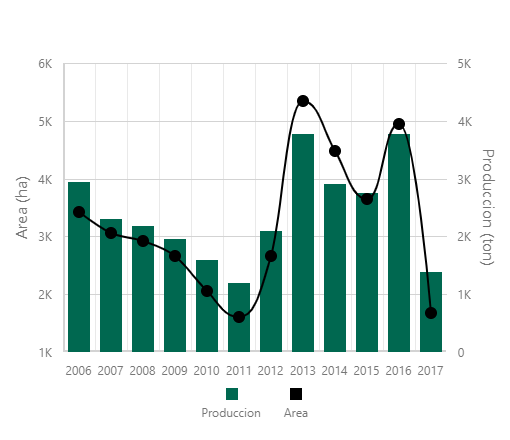 6K
5K
4K
3K
2K
1K
Area (ha)
5K
4K
3K
2K
1K
0
Produccion (ton)
2006 2007 2008 2009 2010 2011 2012 2013 2014 2015 2016 2017
Produccion Area